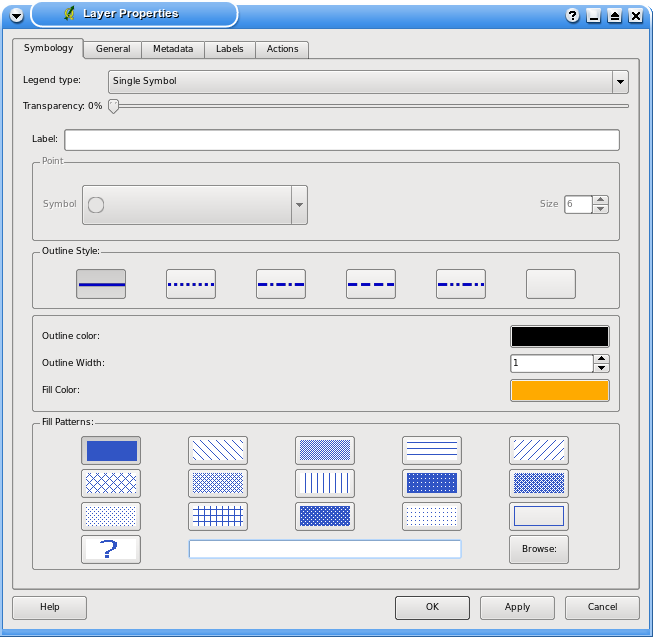 Layer Properties
Symbology General Metadata Labels Actions
Legend type: Single Symbol
Transparency: 0%
Label:
Point
Symbol Size 6
Outline Style:
Outline color:
Outline Width: 1
Fill Color:
Fill Patterns:
? Browse:
Help OK Apply Cancel